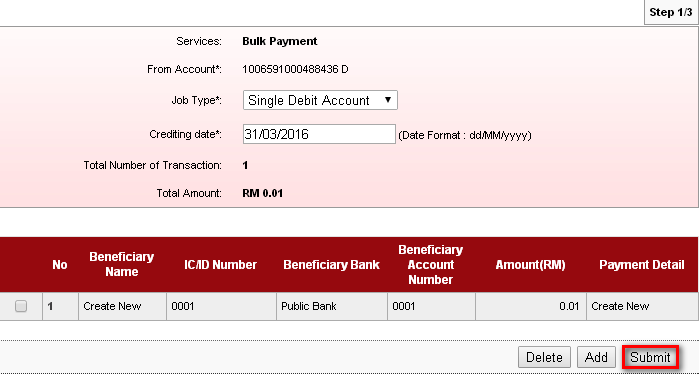 Step 1/3
Services: Bulk Payment
From Account*: 1006591000488436 D
Job Type*: Single Debit Account
Crediting date*: 31/03/2016 (Date Format : dd/MM/yyyy)
Total Number of Transaction: 1
Total Amount: RM 0.01
No Beneficiary Name IC/ID Number Beneficiary Bank Beneficiary Account Number Amount(RM) Payment Detail
1 Create New 0001 Public Bank 0001 0.01 Create New
Delete Add Submit